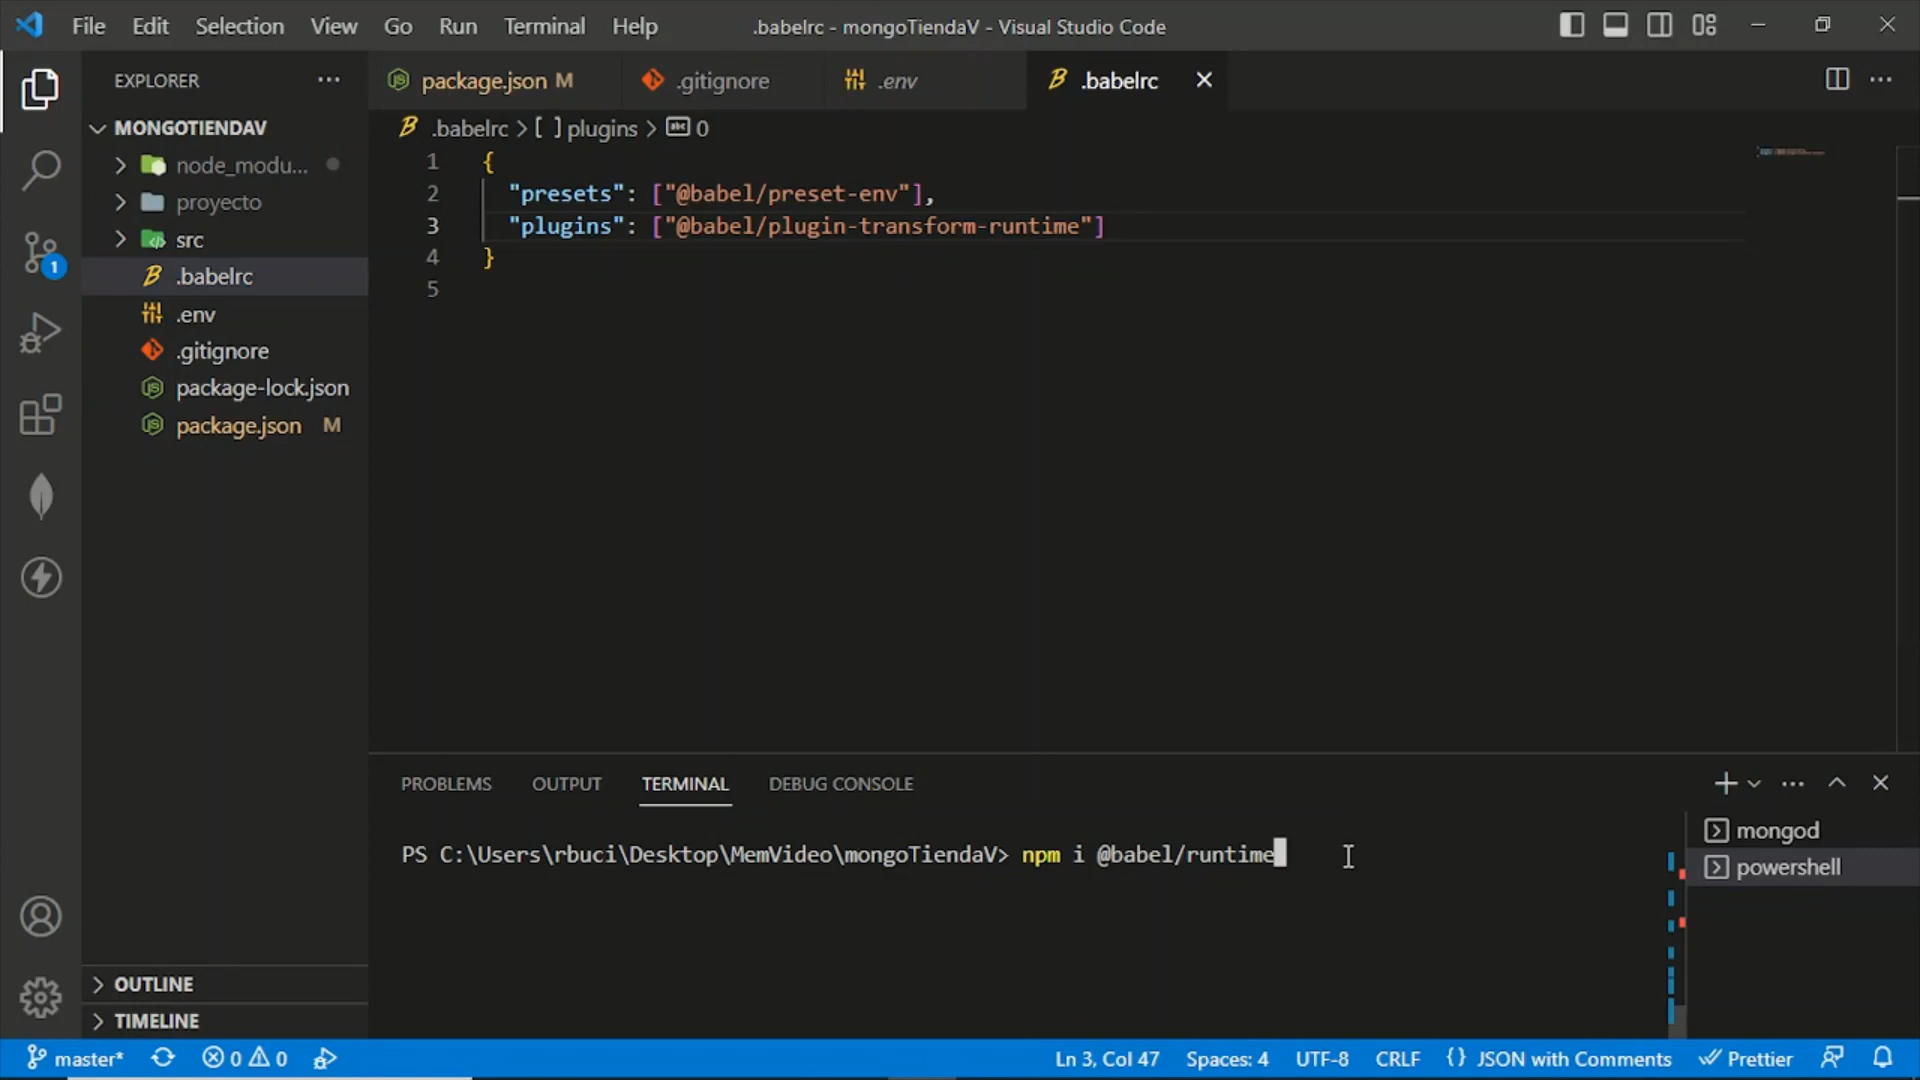 File Edit Selection View Go Run Terminal Help
.babelrc - mongoTiendaV - Visual Studio Code
EXPLORER
package.json M
.gitignore
.env
.babelrc
MONGOTIENDAV
node_modu...
proyecto
src
.babelrc
.env
.gitignore
package-lock.json
package.json M
1
OUTLINE
TIMELINE
.babelrc > [ ] plugins > abc 0
1 {
2 "presets": ["@babel/preset-env"],
3 "plugins": ["@babel/plugin-transform-runtime"]
4 }
5
PROBLEMS OUTPUT TERMINAL DEBUG CONSOLE
PS C:\Users\rbuci\Desktop\MemVideo\mongoTiendaV> npm i @babel/runtime
mongod
powershell
master* 0 0 Ln 3, Col 47 Spaces: 4 UTF-8 CRLF {} JSON with Comments Prettier